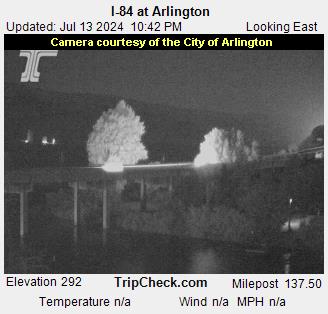 I-84 at Arlington
Updated: Jul 13 2024 10:42 PM Looking East
Camera courtesy of the City of Arlington
Elevation 292 TripCheck.com Milepost 137.50
Temperature n/a Wind n/a MPH n/a